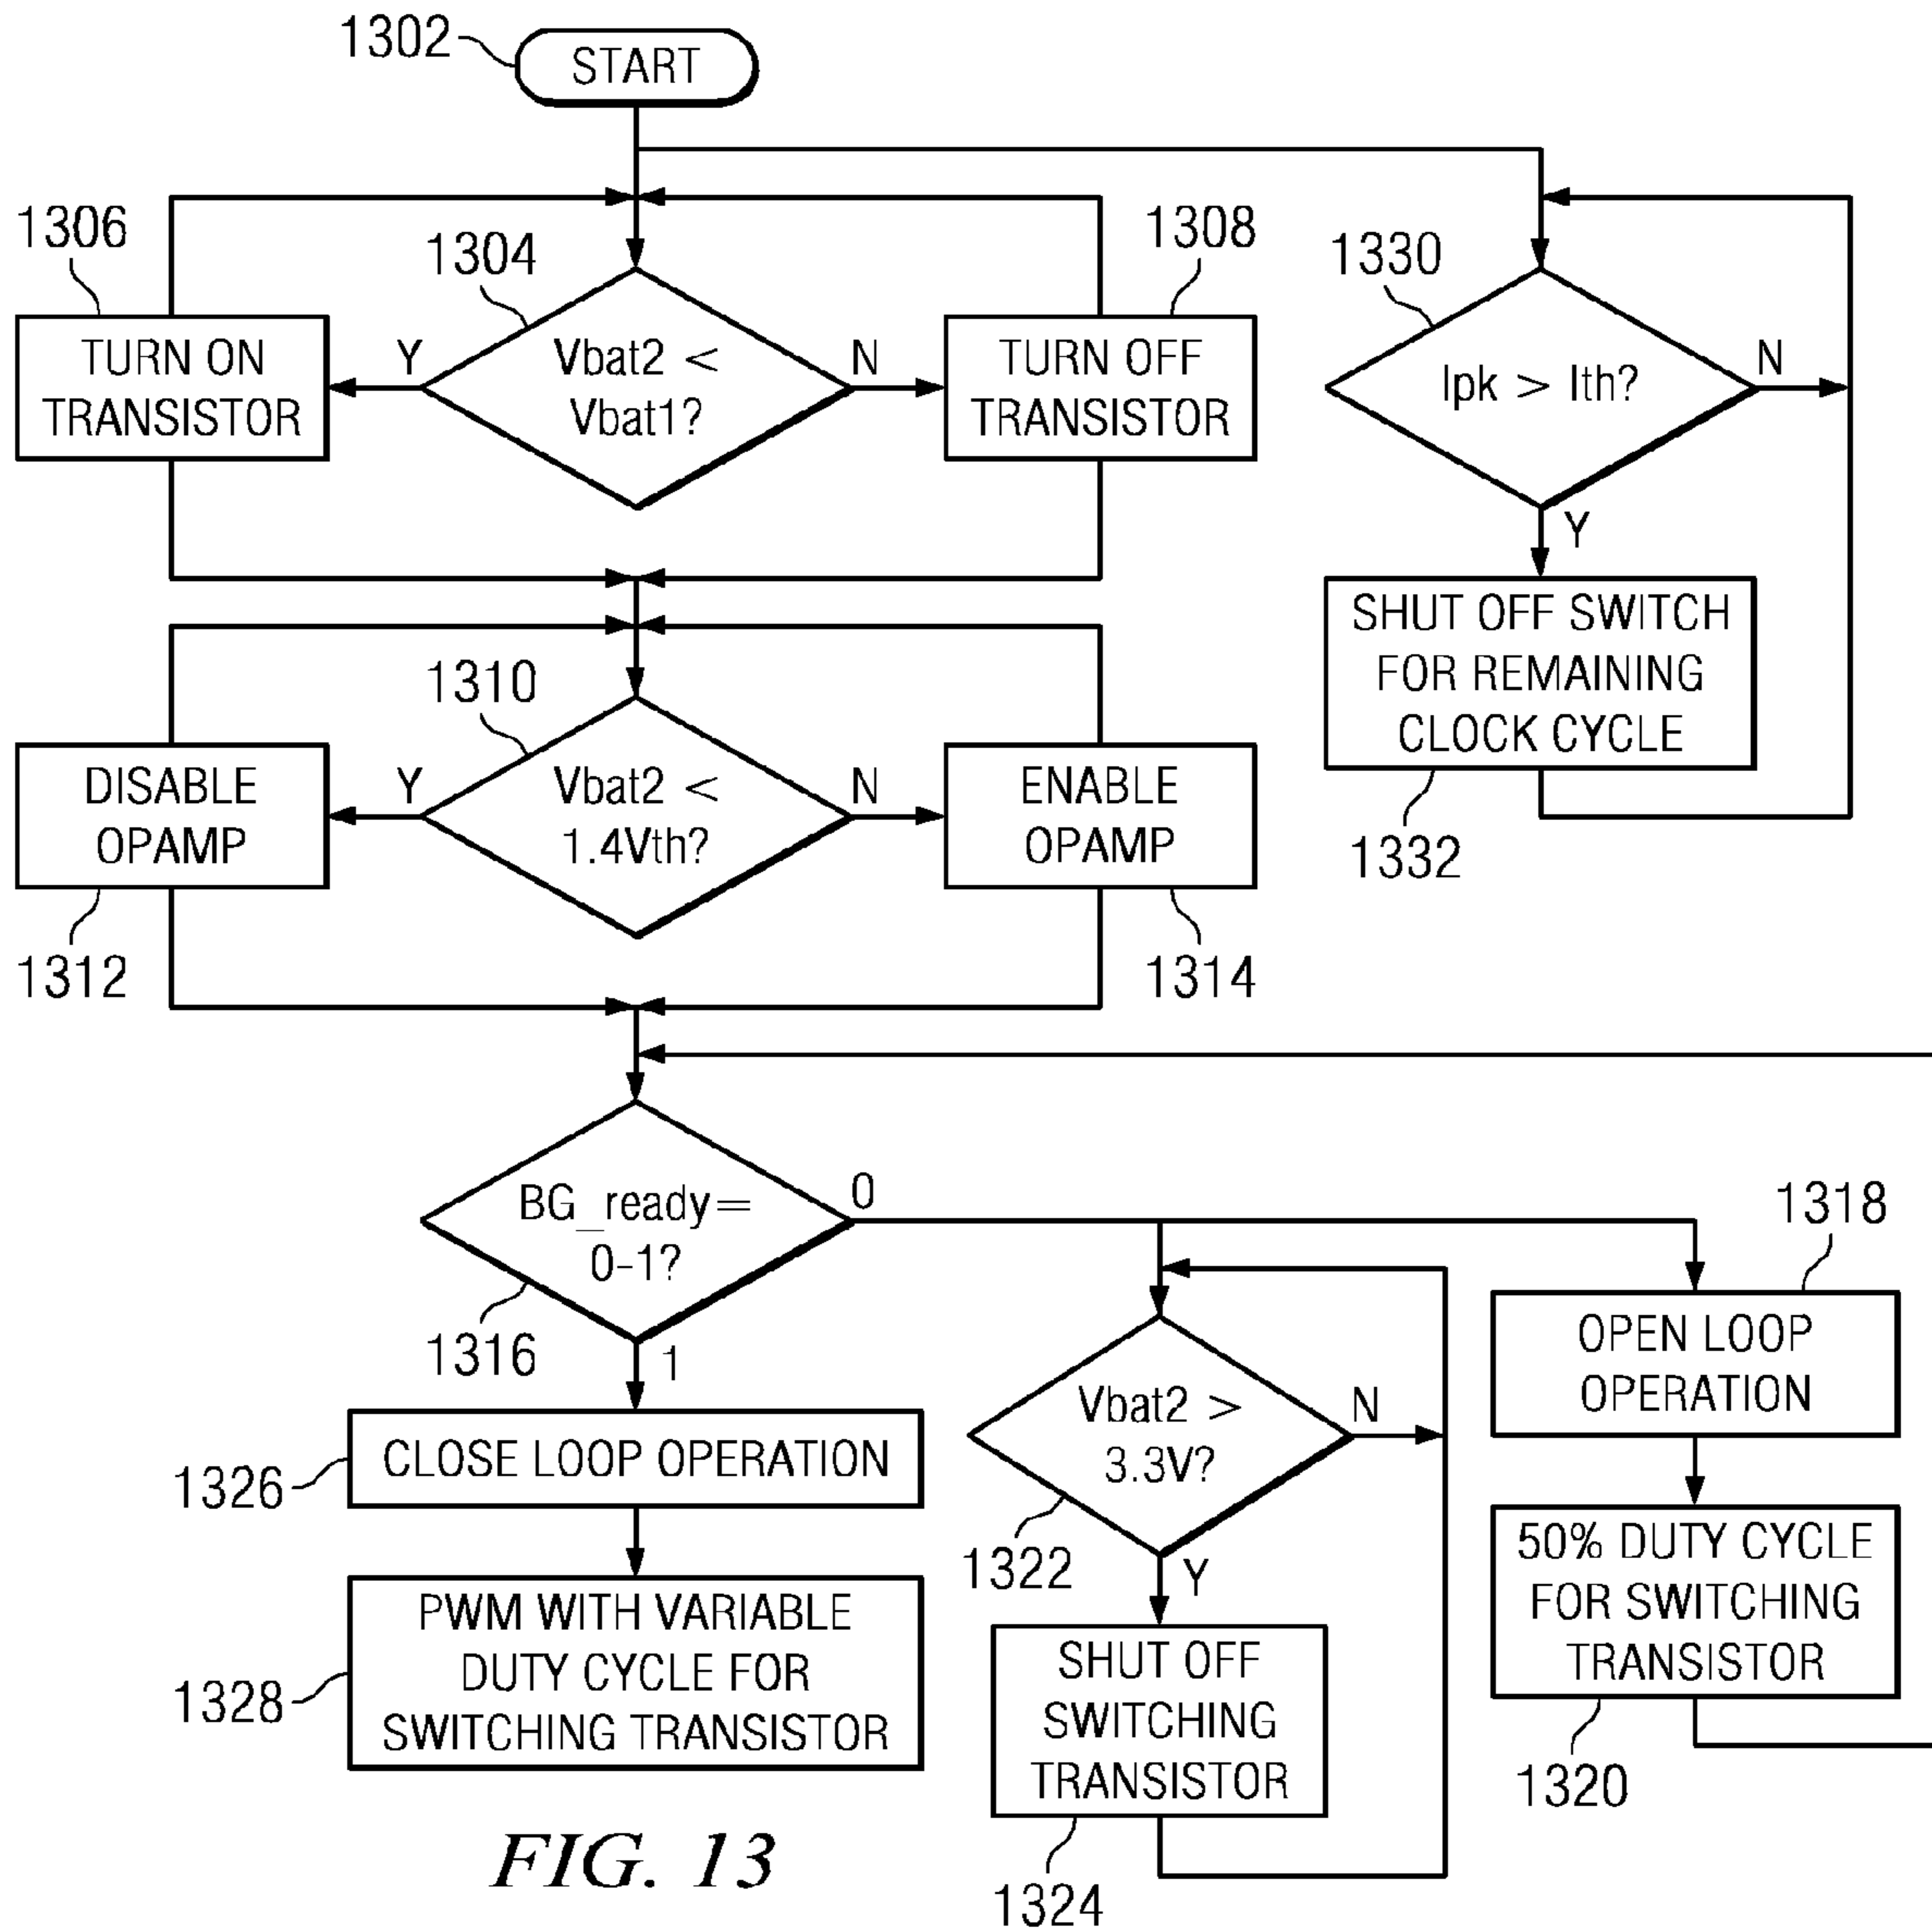 1302
START
1306
1304
1308
1330
TURN ON
TRANSISTOR
Y
Vbat2 <
Vbat1?
N
TURN OFF
TRANSISTOR
Ipk > Ith?
N
Y
SHUT OFF SWITCH
FOR REMAINING
CLOCK CYCLE
1332
1310
DISABLE
OPAMP
Y
Vbat2 <
1.4Vth?
N
ENABLE
OPAMP
1312
1314
BG_ready=
0-1?
0
1
1316
1318
OPEN LOOP
OPERATION
Vbat2 >
3.3V?
N
Y
1322
1326
CLOSE LOOP OPERATION
50% DUTY CYCLE
FOR SWITCHING
TRANSISTOR
1320
1328
PWM WITH VARIABLE
DUTY CYCLE FOR
SWITCHING TRANSISTOR
SHUT OFF
SWITCHING
TRANSISTOR
1324
FIG. 13